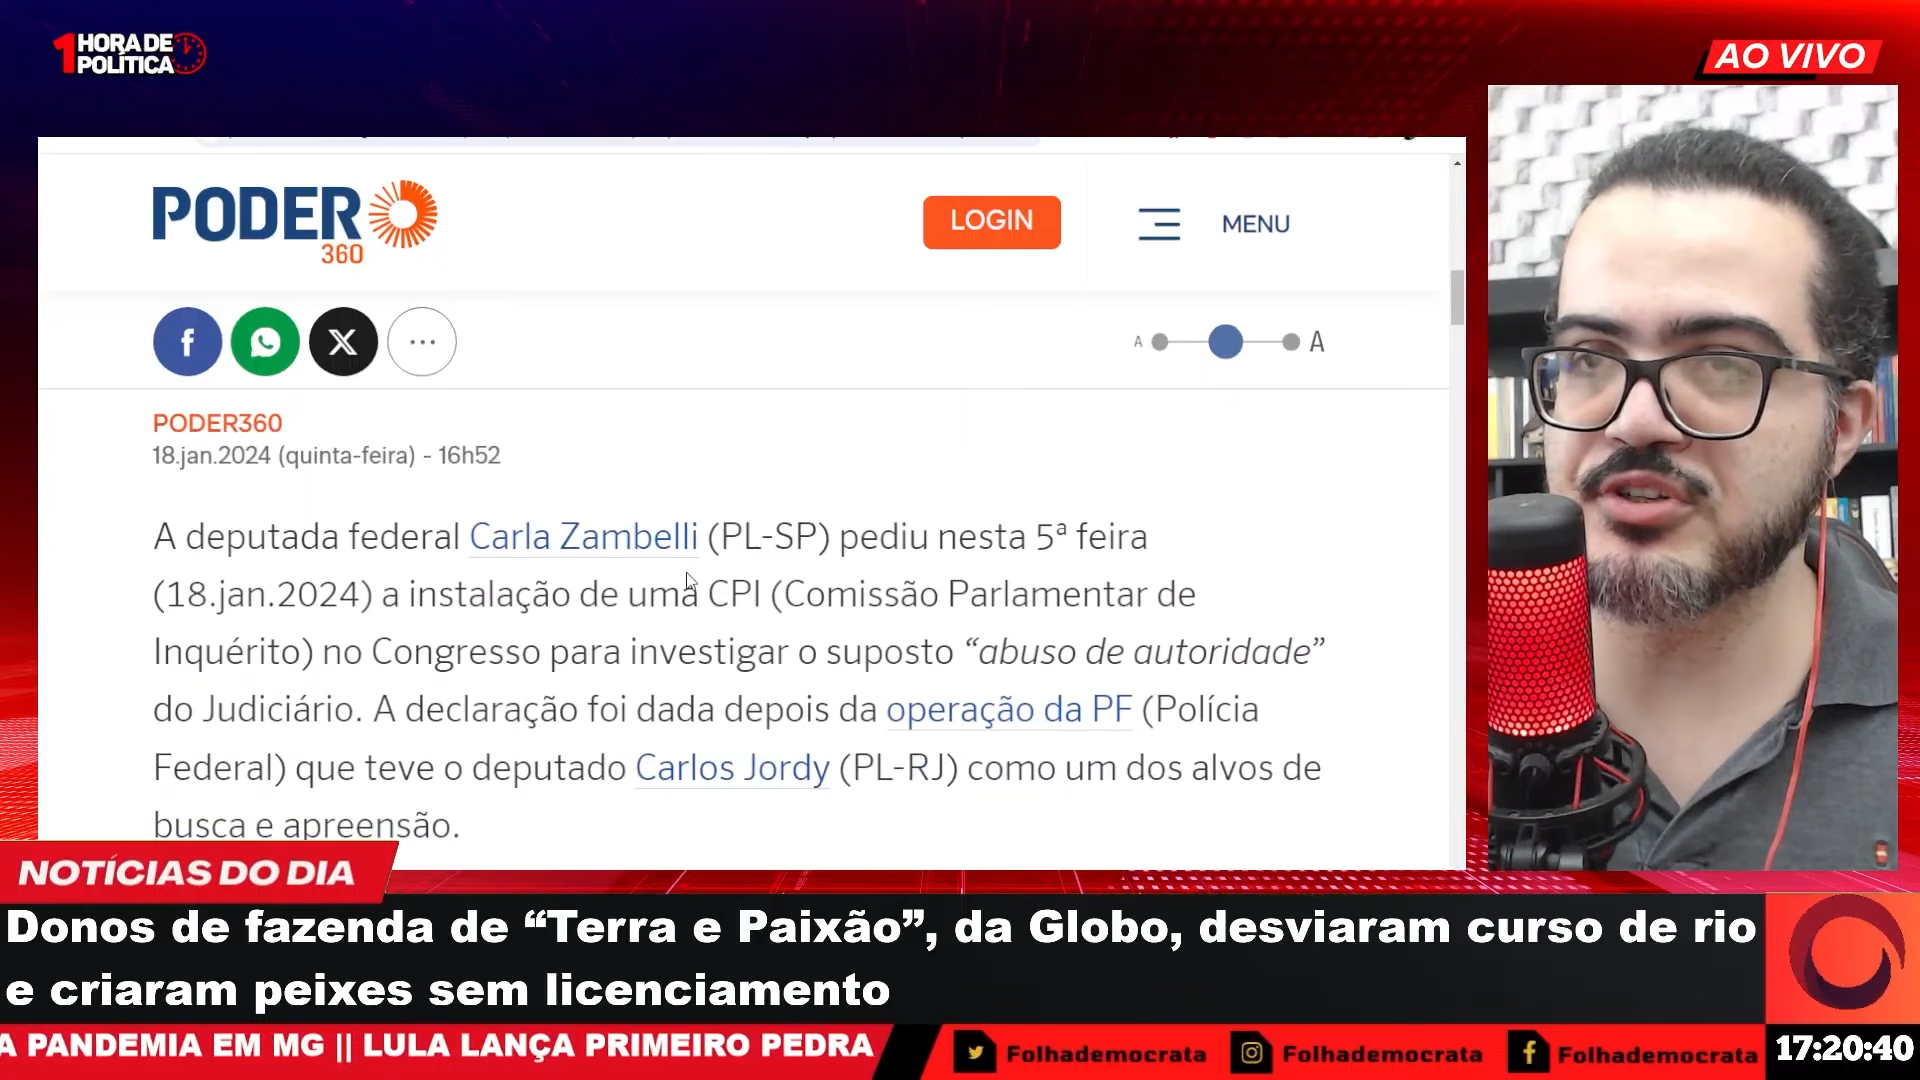 1 HORA DE
POLÍTICA
AO VIVO
PODER
360
LOGIN
MENU
A A
PODER360
18.jan.2024 (quinta-feira) - 16h52
A deputada federal Carla Zambelli (PL-SP) pediu nesta 5ª feira
(18.jan.2024) a instalação de uma CPI (Comissão Parlamentar de
Inquérito) no Congresso para investigar o suposto “abuso de autoridade”
do Judiciário. A declaração foi dada depois da operação da PF (Polícia
Federal) que teve o deputado Carlos Jordy (PL-RJ) como um dos alvos de
busca e apreensão.
NOTÍCIAS DO DIA
Donos de fazenda de “Terra e Paixão”, da Globo, desviaram curso de rio
e criaram peixes sem licenciamento
A PANDEMIA EM MG || LULA LANÇA PRIMEIRO PEDRA
Folhademocrata Folhademocrata Folhademocrata
17:20:40